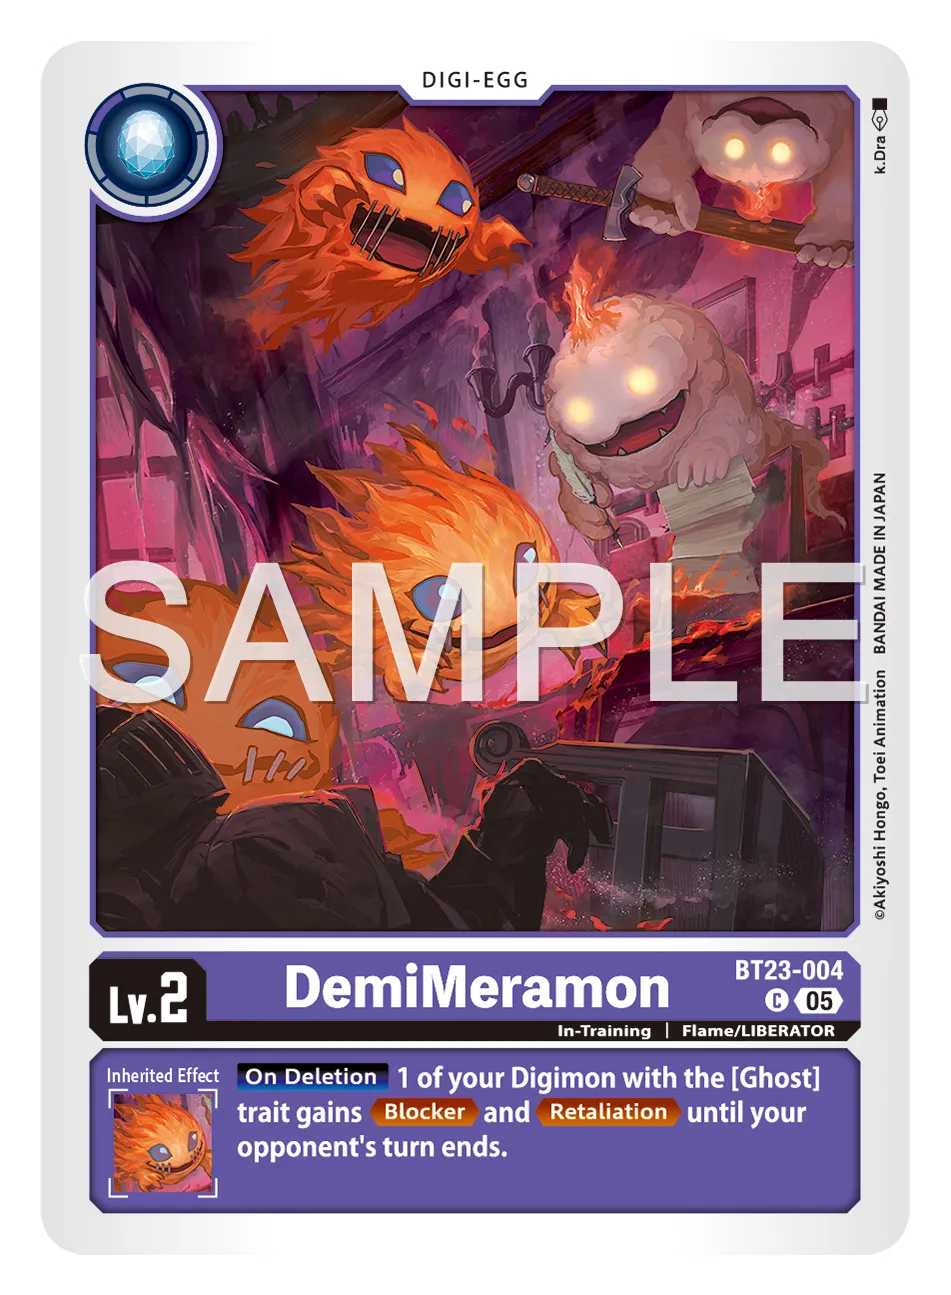 DIGI-EGG
k.Dra
SAMPLE
BANDAI MADE IN JAPAN
©Akiyoshi Hongo, Toei Animation
Lv.2
DemiMeramon
BT23-004
C 05
In-Training | Flame/LIBERATOR
Inherited Effect
On Deletion 1 of your Digimon with the [Ghost]
trait gains Blocker and Retaliation until your
opponent's turn ends.